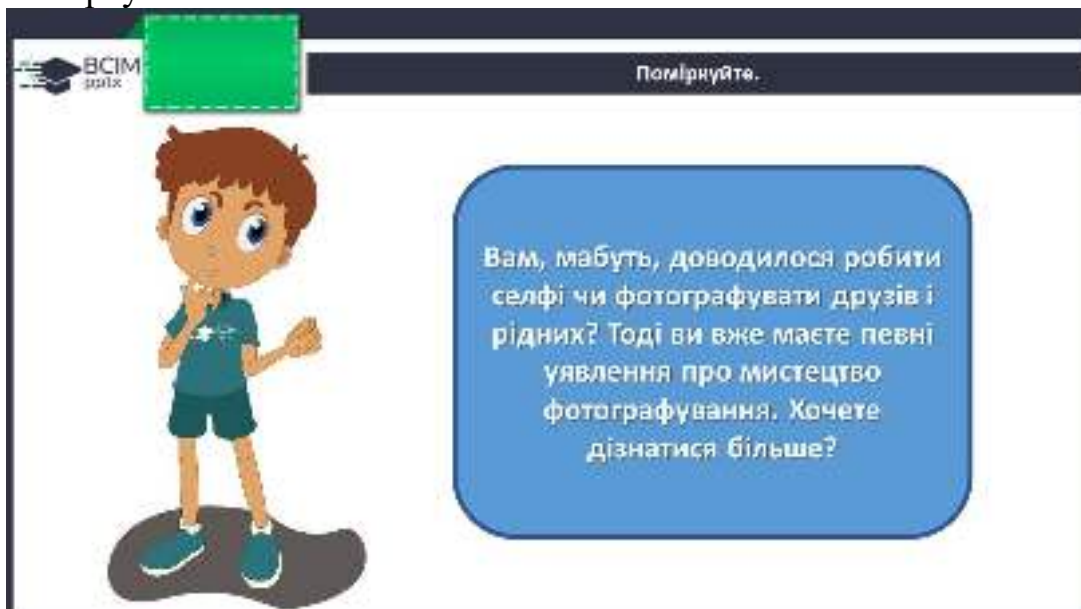 ВСІМ
pptx
Поміркуйте.
Вам, мабуть, доводилося робити
селфі чи фотографувати друзів і
рідних? Тоді ви вже маєте певні
уявлення про мистецтво
фотографування. Хочете
дізнатися більше?